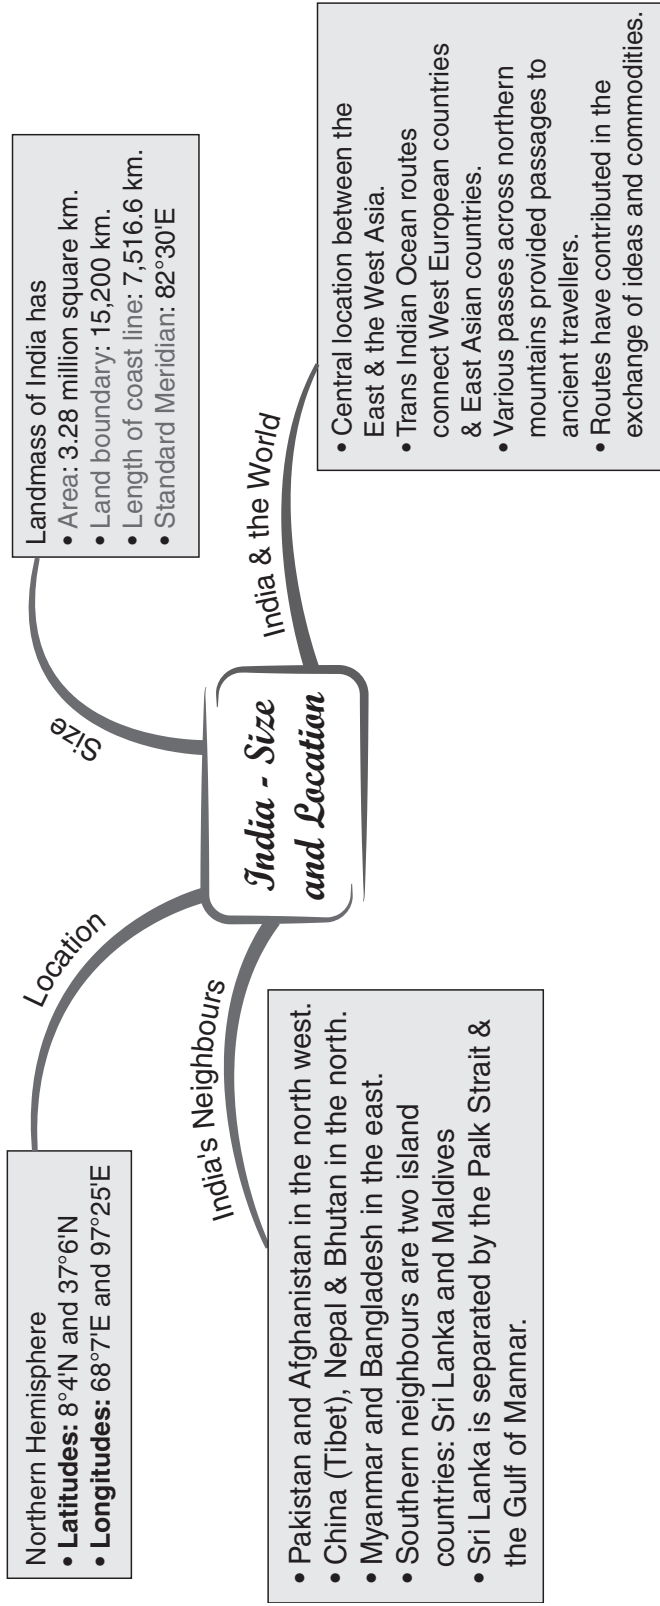 India - Size
and Location
Location
Northern Hemisphere
• Latitudes: 8°4'N and 37°6'N
• Longitudes: 68°7'E and 97°25'E
Size
Landmass of India has
• Area: 3.28 million square km.
• Land boundary: 15,200 km.
• Length of coast line: 7,516.6 km.
• Standard Meridian: 82°30'E
India's Neighbours
• Pakistan and Afghanistan in the north west.
• China (Tibet), Nepal & Bhutan in the north.
• Myanmar and Bangladesh in the east.
• Southern neighbours are two island
countries: Sri Lanka and Maldives
• Sri Lanka is separated by the Palk Strait &
the Gulf of Mannar.
India & the World
• Central location between the
East & the West Asia.
• Trans Indian Ocean routes
connect West European countries
& East Asian countries.
• Various passes across northern
mountains provided passages to
ancient travellers.
• Routes have contributed in the
exchange of ideas and commodities.